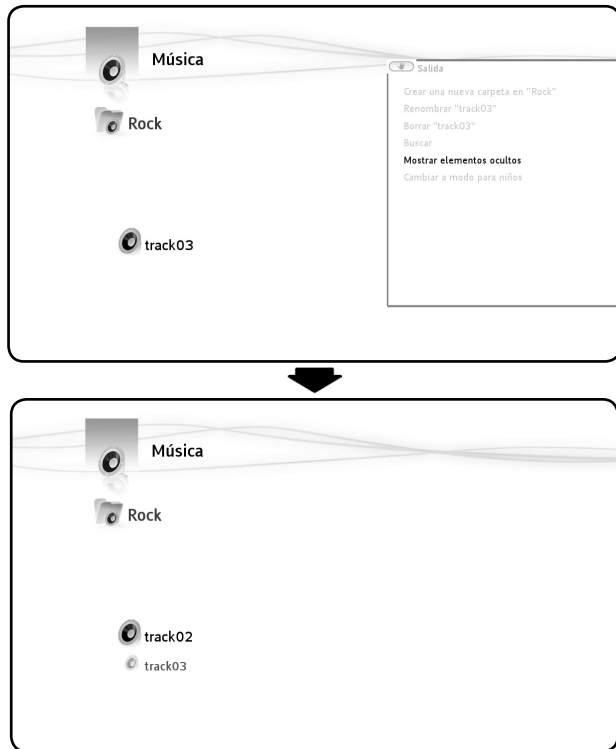 Música
Salida
Rock
Crear una nueva carpeta en "Rock"
Renombrar "track03"
Borrar "track03"
Buscar
Mostrar elementos ocultos
Cambiar a modo para niños
track03
Música
Rock
track02
track03